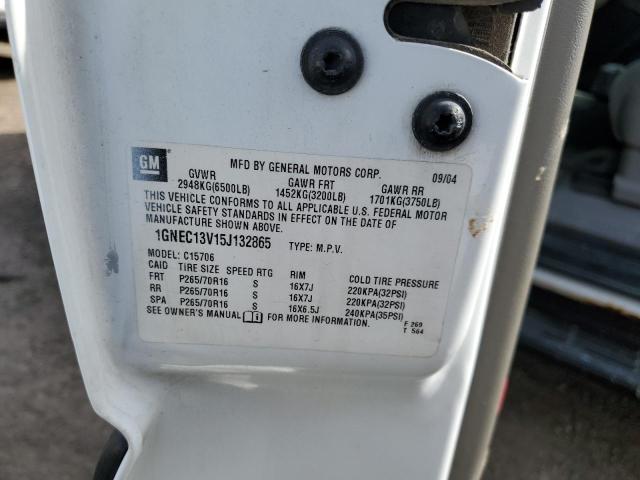 GM
MFD BY GENERAL MOTORS CORP. 09/04
GVWR GAWR FRT GAWR RR
2948KG(6500LB) 1452KG(3200LB) 1701KG(3750LB)
THIS VEHICLE CONFORMS TO ALL APPLICABLE U.S. FEDERAL MOTOR
VEHICLE SAFETY STANDARDS IN EFFECT ON THE DATE OF
MANUFACTURE SHOWN ABOVE.
1GNEC13V15J132865 TYPE: M.P.V.
MODEL: C15706
CAID TIRE SIZE SPEED RTG RIM COLD TIRE PRESSURE
FRT P265/70R16 S 16X7J 220KPA(32PSI)
RR P265/70R16 S 16X7J 220KPA(32PSI)
SPA P265/70R16 S 16X6.5J 240KPA(35PSI)
SEE OWNER'S MANUAL FOR MORE INFORMATION.
F 269
T 564